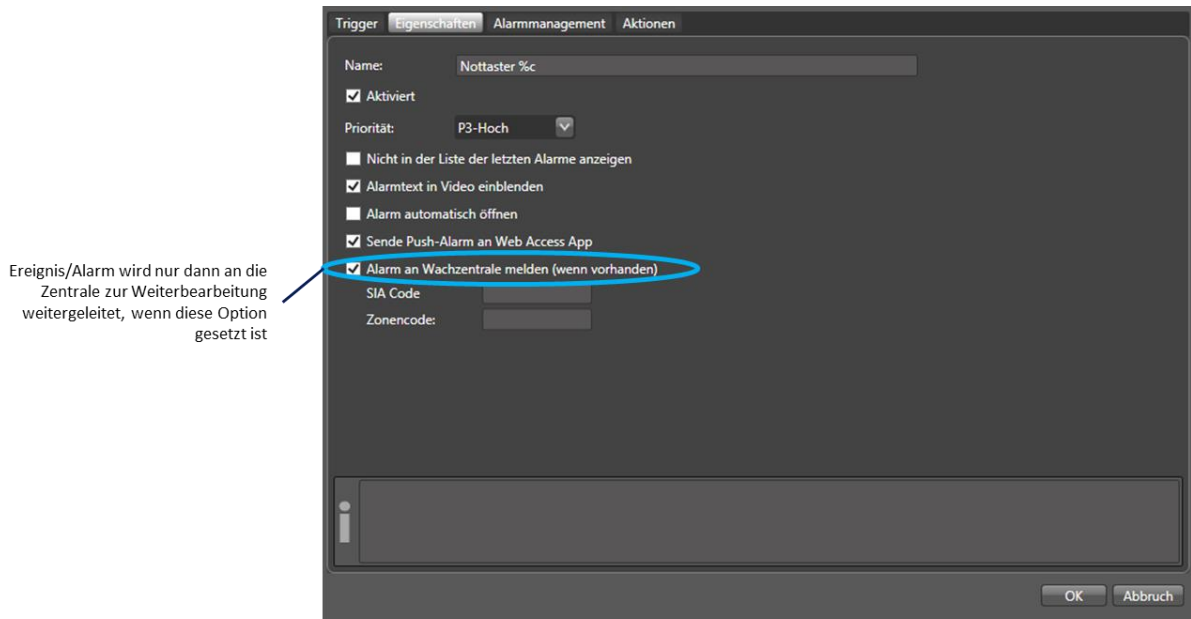 Trigger Eigenschaften Alarmmanagement Aktionen
Name: Nottaster %c
Aktiviert
Priorität: P3-Hoch
Nicht in der Liste der letzten Alarme anzeigen
Alarmtext in Video einblenden
Alarm automatisch öffnen
Sende Push-Alarm an Web Access App
Alarm an Wachzentrale melden (wenn vorhanden)
SIA Code
Zonencode:
Ereignis/Alarm wird nur dann an die
Zentrale zur Weiterbearbeitung
weitergeleitet, wenn diese Option
gesetzt ist
OK Abbruch